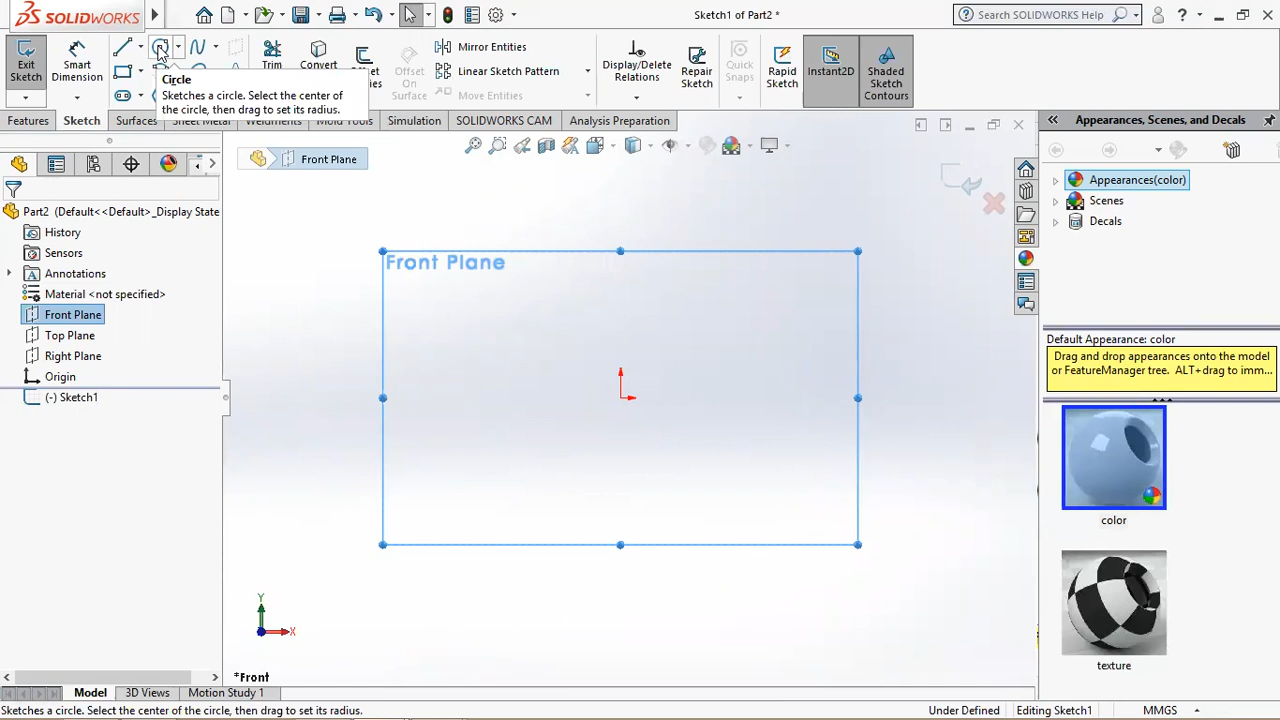 SOLIDWORKS
Sketch1 of Part2 *
Search SOLIDWORKS Help
?
Exit Sketch
Smart Dimension
Trim
Convert
Offset On Surface
Mirror Entities
Linear Sketch Pattern
Move Entities
Display/Delete Relations
Repair Sketch
Quick Snaps
Rapid Sketch
Instant2D
Shaded Sketch Contours
Circle
Sketches a circle. Select the center of
the circle, then drag to set its radius.
Features
Sketch
Surfaces
Sheet Metal
Weldments
Mold Tools
Simulation
SOLIDWORKS CAM
Analysis Preparation
Front Plane
Appearances, Scenes, and Decals
Appearances(color)
Scenes
Decals
Part2 (Default<<Default>_Display State
History
Sensors
Annotations
Material <not specified>
Front Plane
Top Plane
Right Plane
Origin
(-) Sketch1
Front Plane
Y
X
*Front
Default Appearance: color
Drag and drop appearances onto the model
or FeatureManager tree. ALT+drag to imm...
color
texture
Model
3D Views
Motion Study 1
Sketches a circle. Select the center of the circle, then drag to set its radius.
Under Defined
Editing Sketch1
MMGS